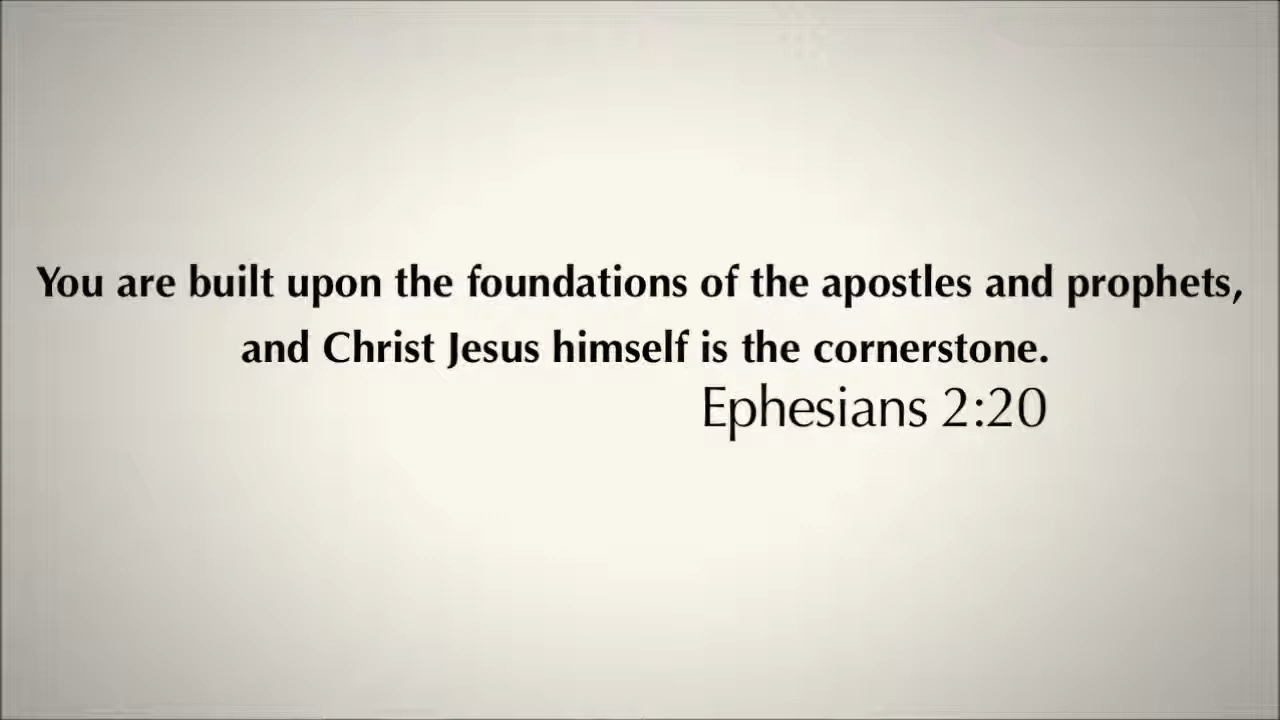 You are built upon the foundations of the apostles and prophets,
and Christ Jesus himself is the cornerstone.
Ephesians 2:20